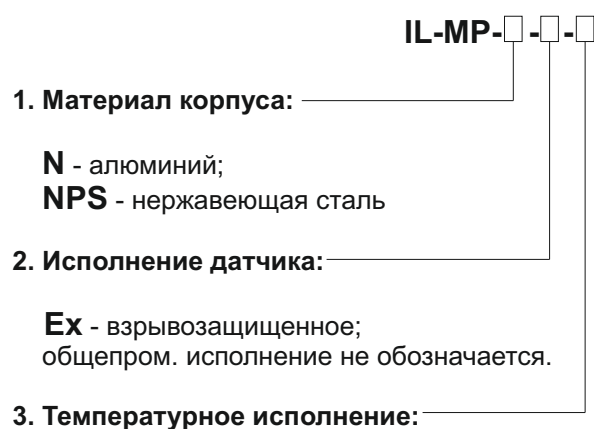 IL-MP-□-□-□
1. Материал корпуса:
N - алюминий;
NPS - нержавеющая сталь
2. Исполнение датчика:
Ex - взрывозащищенное;
общепром. исполнение не обозначается.
3. Температурное исполнение: